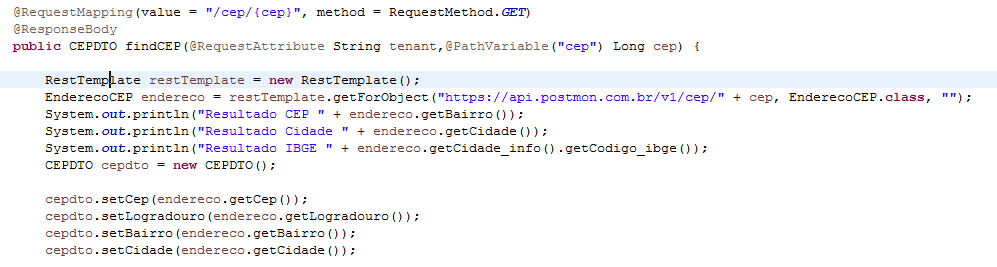 @RequestMapping(value = "/cep/{cep}", method = RequestMethod.GET)
@ResponseBody
public CEPDTO findCEP(@RequestAttribute String tenant,@PathVariable("cep") Long cep) {
RestTemplate restTemplate = new RestTemplate();
EnderecoCEP endereco = restTemplate.getForObject("https://api.postmon.com.br/v1/cep/" + cep, EnderecoCEP.class, "");
System.out.println("Resultado CEP " + endereco.getBairro());
System.out.println("Resultado Cidade " + endereco.getCidade());
System.out.println("Resultado IBGE " + endereco.getCidade_info().getCodigo_ibge());
CEPDTO cepdto = new CEPDTO();
cepdto.setCep(endereco.getCep());
cepdto.setLogradouro(endereco.getLogradouro());
cepdto.setBairro(endereco.getBairro());
cepdto.setCidade(endereco.getCidade());